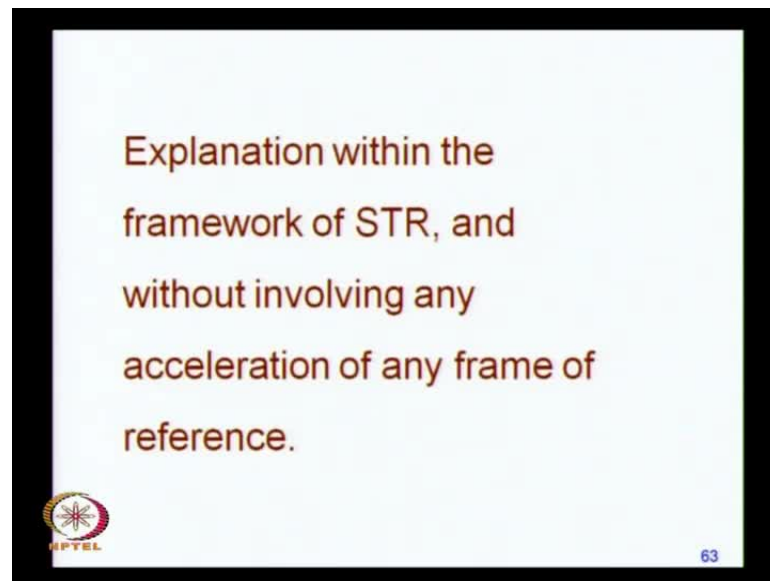 Explanation within the
framework of STR, and
without involving any
acceleration of any frame of
reference.
NPTEL
63